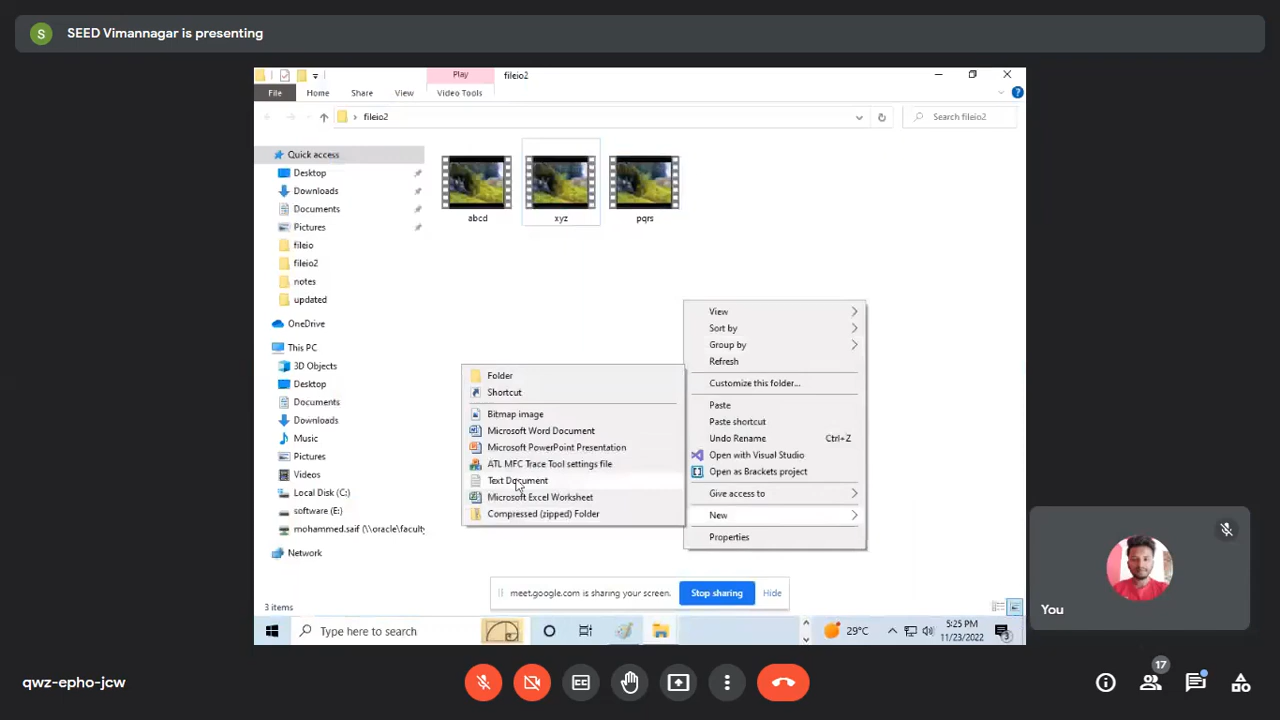 S SEED Vimannagar is presenting
Play fileio2
File Home Share View Video Tools
fileio2
Search fileio2
Quick access
Desktop
Downloads
Documents
Pictures
fileio
fileio2
notes
updated
OneDrive
This PC
3D Objects
Desktop
Documents
Downloads
Music
Pictures
Videos
Local Disk (C:)
software (E:)
mohammed.saif (\\oracle\faculty
Network
abcd xyz pqrs
View
Sort by
Group by
Refresh
Customize this folder...
Paste
Paste shortcut
Undo Rename Ctrl+Z
Open with Visual Studio
Open as Brackets project
Give access to
New
Properties
Folder
Shortcut
Bitmap image
Microsoft Word Document
Microsoft PowerPoint Presentation
ATL MFC Trace Tool settings file
Text Document
Microsoft Excel Worksheet
Compressed (zipped) Folder
meet.google.com is sharing your screen. Stop sharing Hide
3 items
Type here to search
29°C
5:25 PM
11/23/2022
3
You
qwz-epho-jcw
17